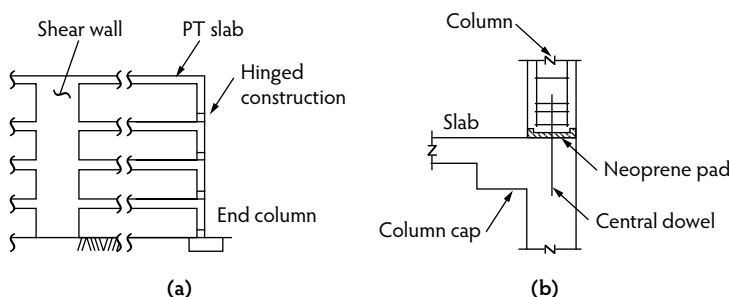 Shear wall
PT slab
Hinged
construction
End column
(a)
Column
Slab
Neoprene pad
Central dowel
Column cap
(b)